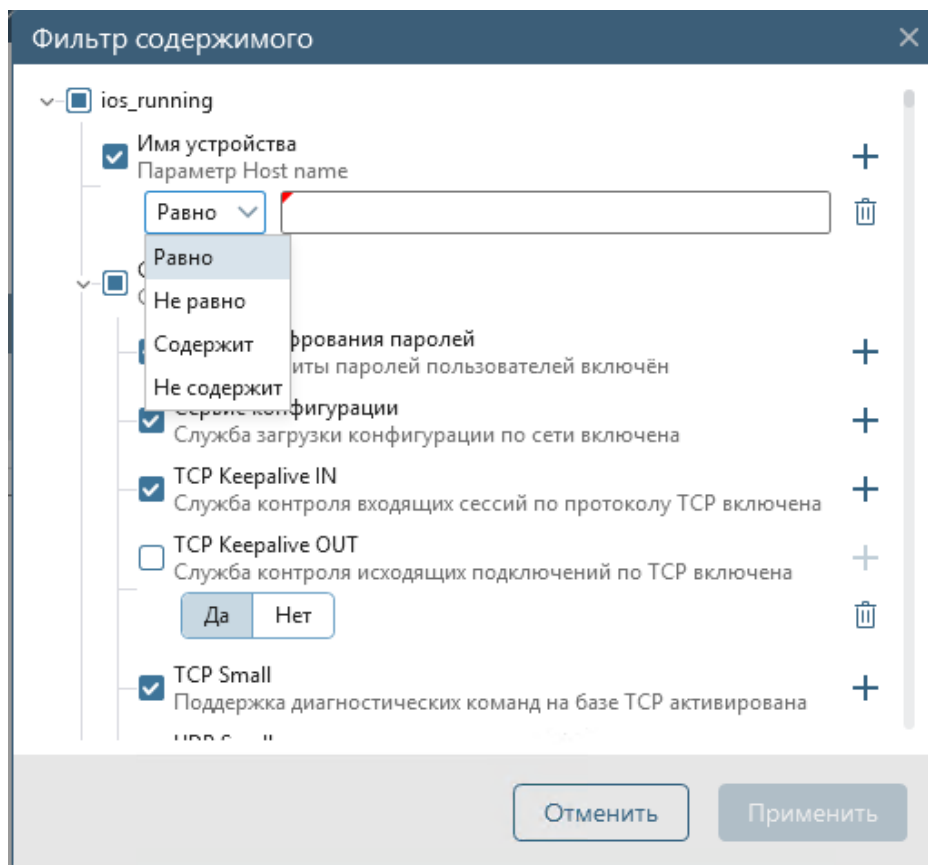 Фильтр содержимого
ios_running
Имя устройства
Параметр Host name
Равно
Равно
Не равно
Содержит
Не содержит
паролей
паролей пользователей включён
конфигурации
Служба загрузки конфигурации по сети включена
TCP Keepalive IN
Служба контроля входящих сессий по протоколу TCP включена
TCP Keepalive OUT
Служба контроля исходящих подключений по TCP включена
Да Нет
TCP Small
Поддержка диагностических команд на базе TCP активирована
Отменить Применить